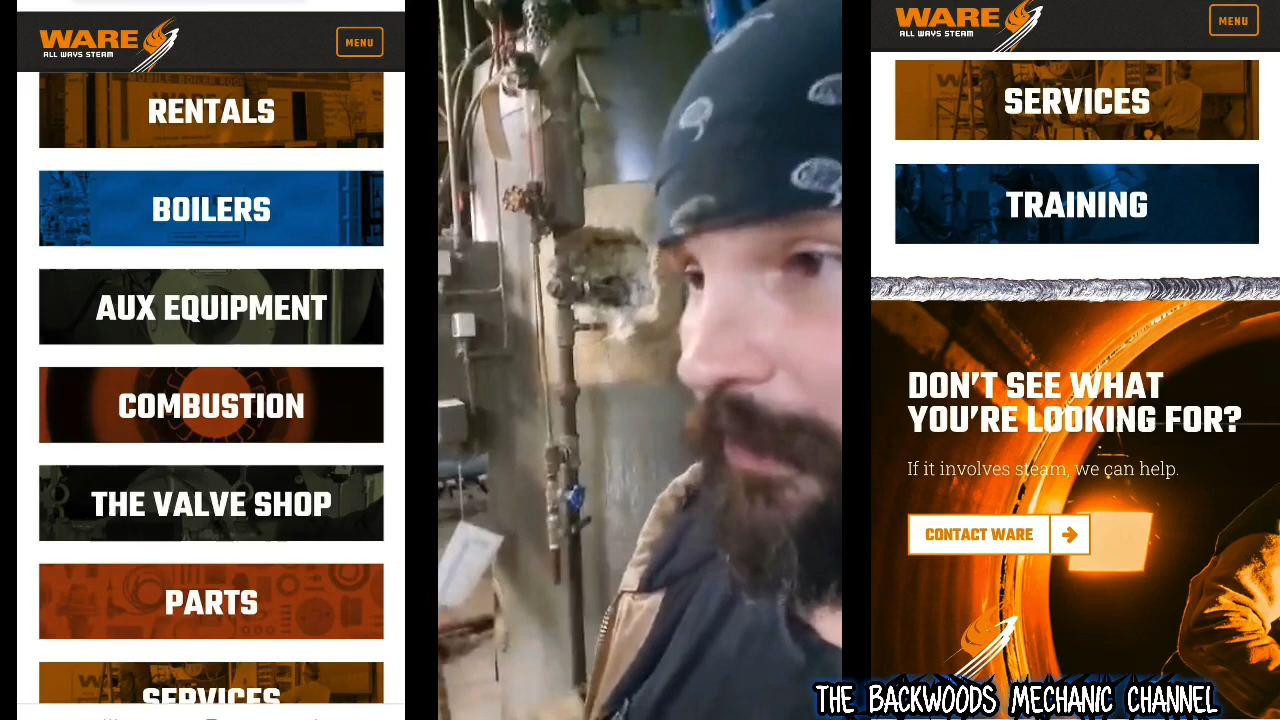 WARE
ALL WAYS STEAM
MENU
RENTALS
BOILERS
AUX EQUIPMENT
COMBUSTION
THE VALVE SHOP
PARTS
SERVICES
WARE
ALL WAYS STEAM
MENU
SERVICES
TRAINING
DON'T SEE WHAT
YOU'RE LOOKING FOR?
If it involves steam, we can help.
CONTACT WARE
THE BACKWOODS MECHANIC CHANNEL